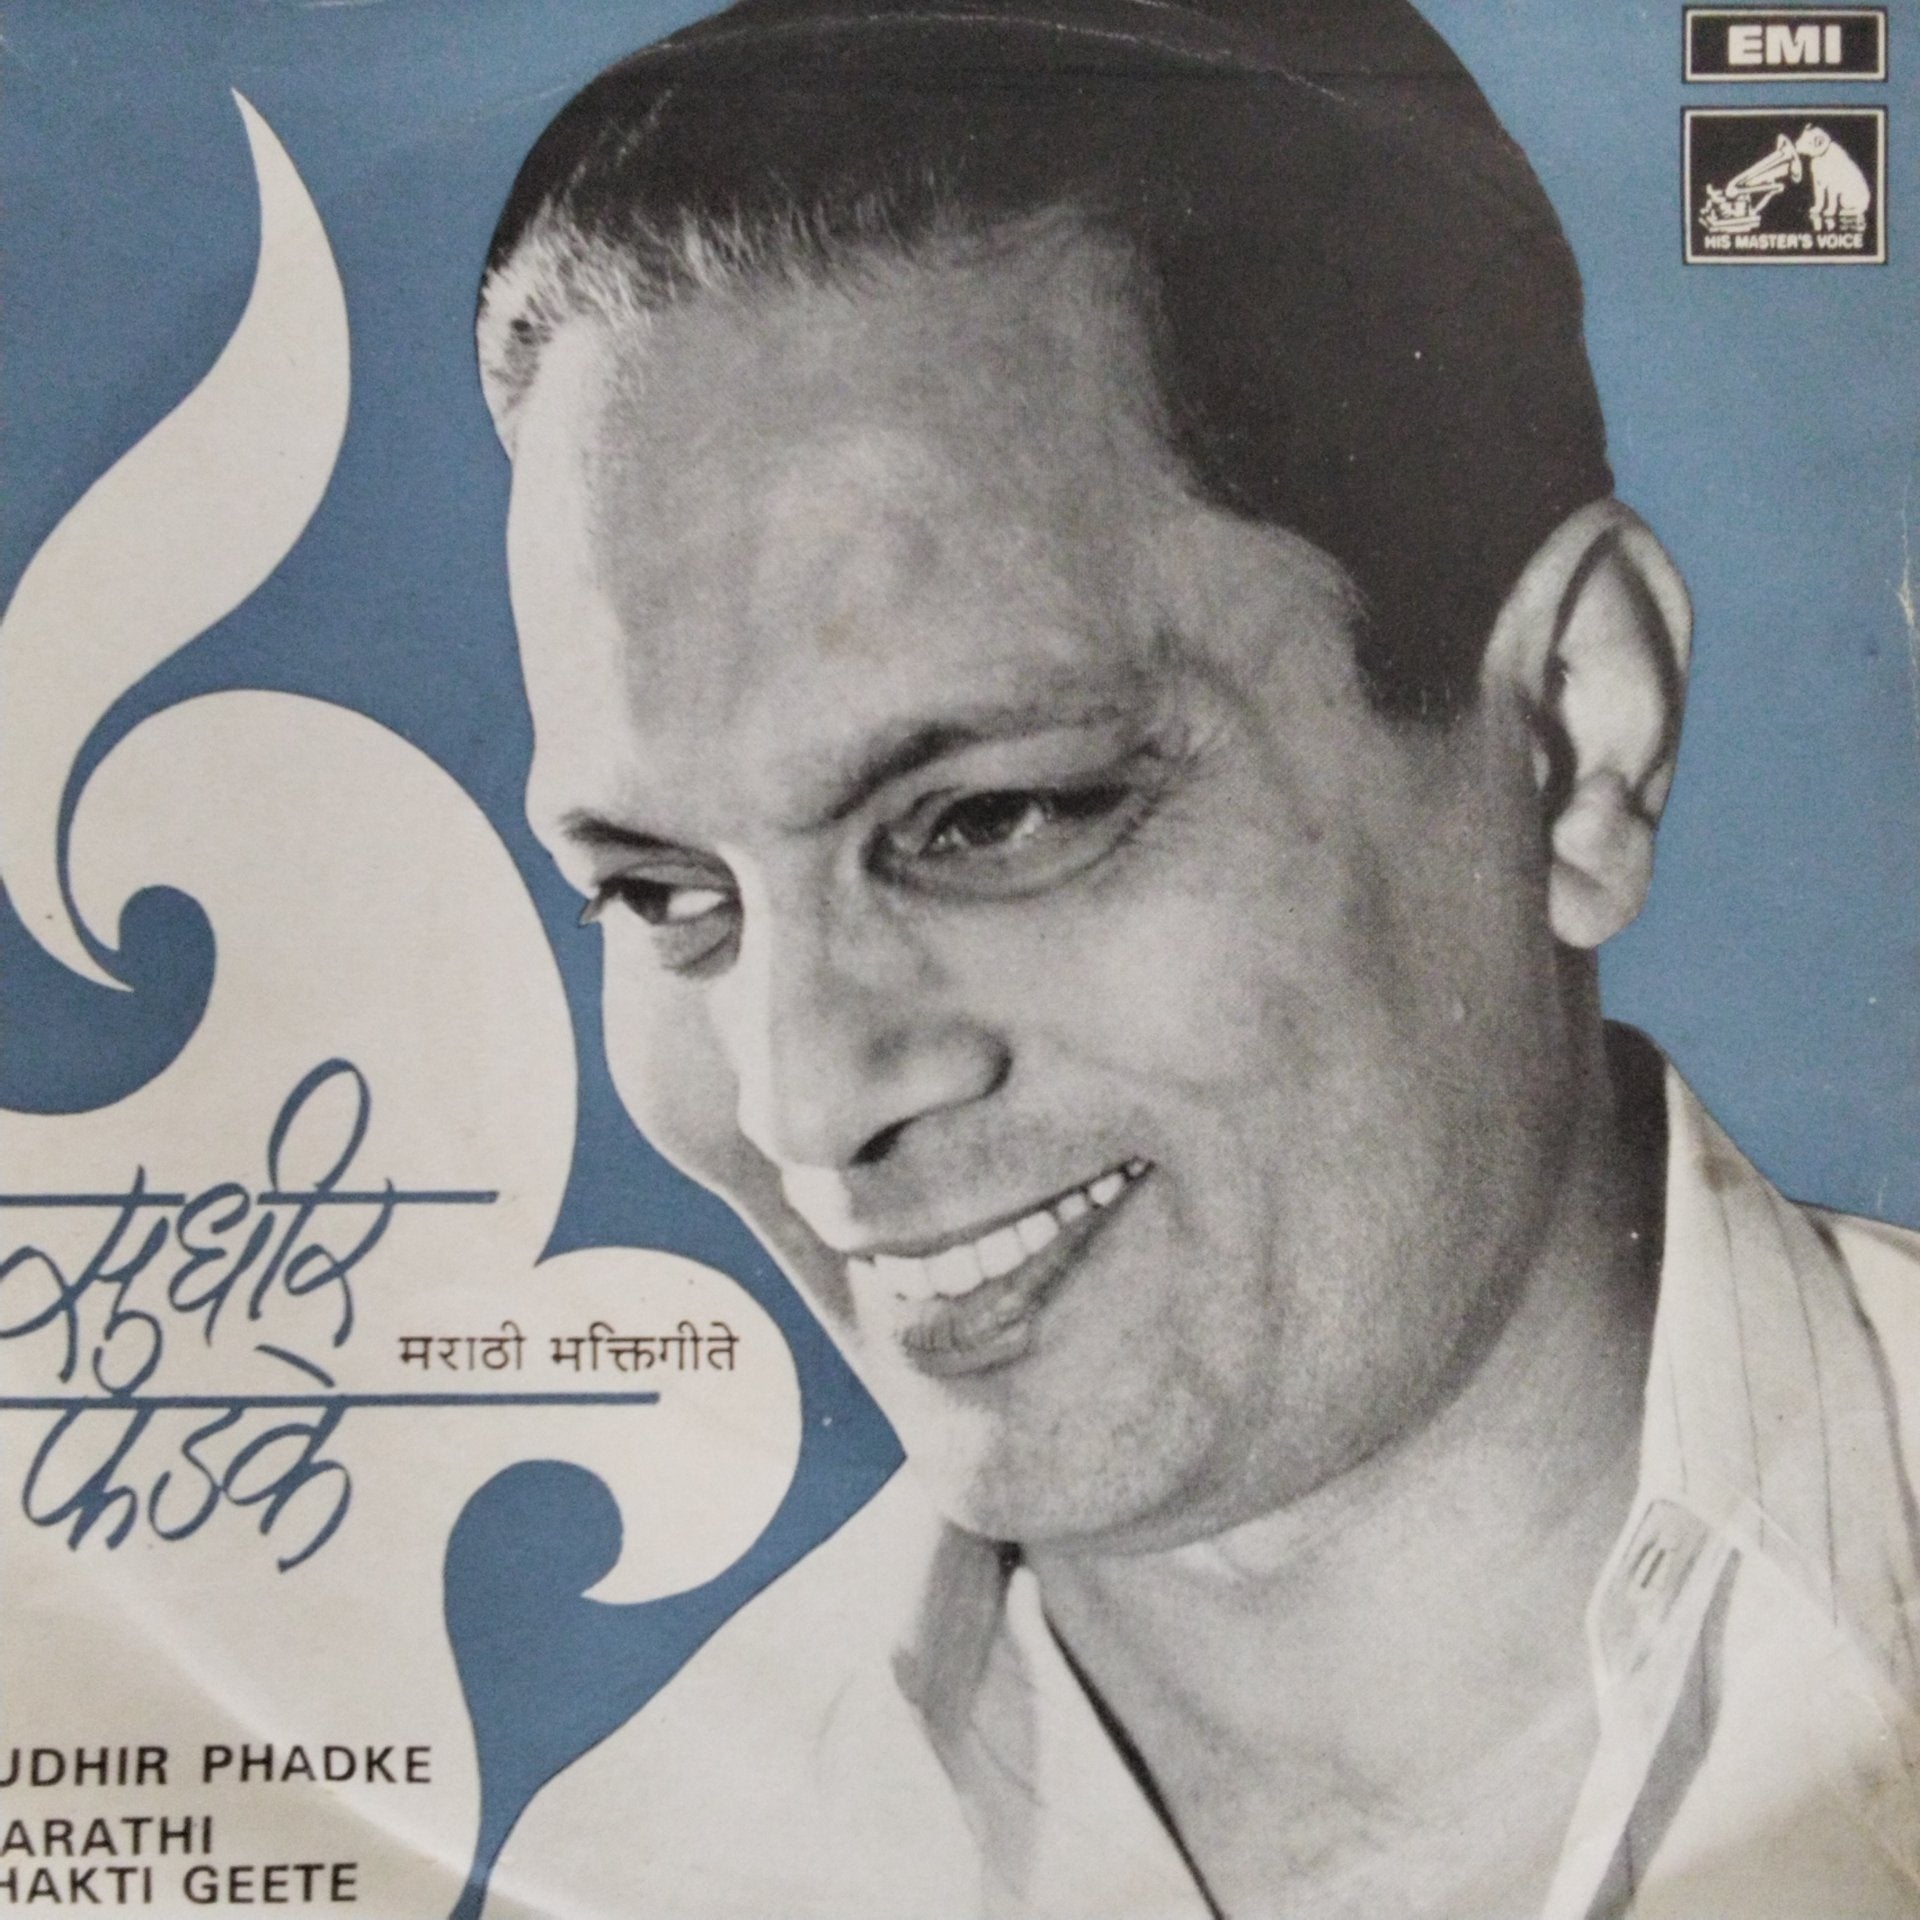 EMI
HIS MASTER'S VOICE
सुधीर
फडके
मराठी भक्तिगीते
UDHIR PHADKE
ARATHI
HAKTI GEETE